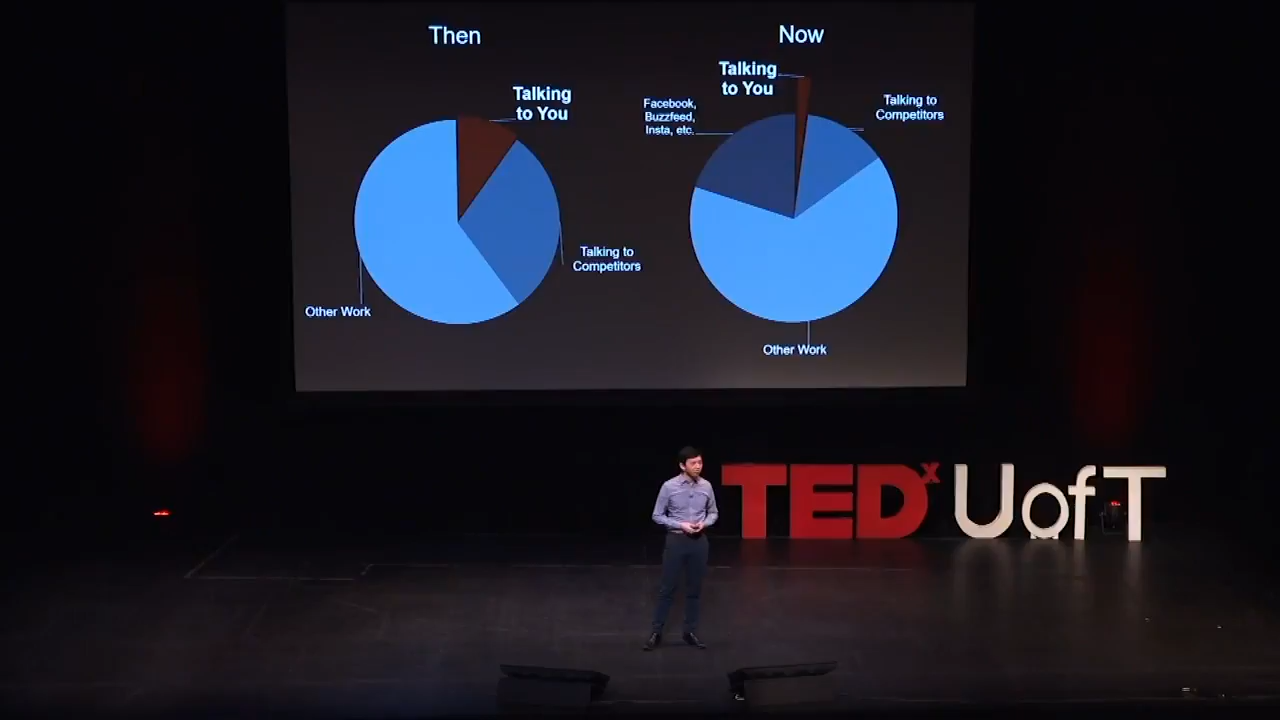 Then
Talking
to You
Talking to
Competitors
Other Work
Now
Talking
to You
Facebook,
Buzzfeed,
Insta, etc.
Talking to
Competitors
Other Work
TEDx UofT